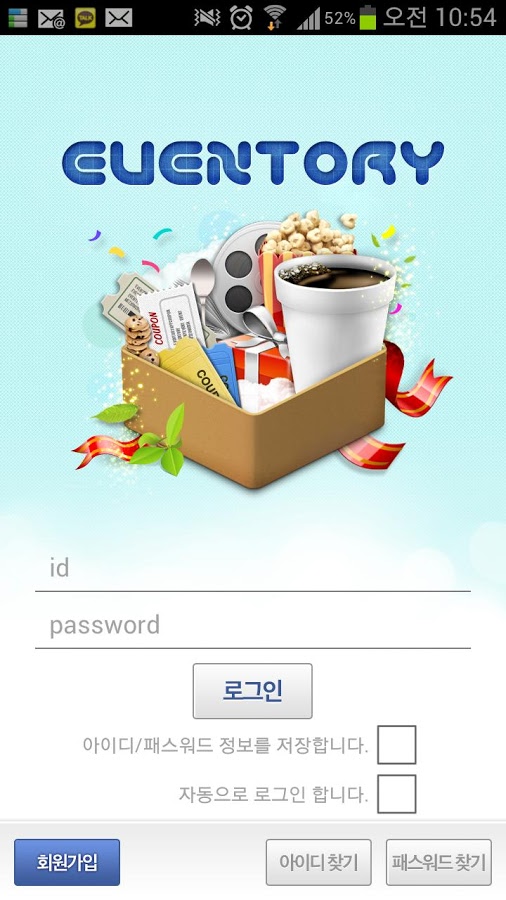 52% 오전 10:54
EVENTORY
COUPON
COU
id
password
로그인
아이디/패스워드 정보를 저장합니다.
자동으로 로그인 합니다.
회원가입 아이디 찾기 패스워드 찾기